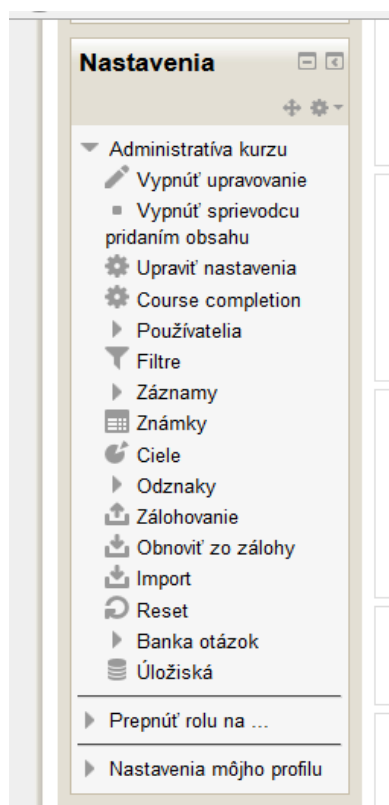 Nastavenia
Administratíva kurzu
Vypnúť upravovanie
Vypnúť sprievodcu
pridaním obsahu
Upraviť nastavenia
Course completion
Používatelia
Filtre
Záznamy
Známky
Ciele
Odznaky
Zálohovanie
Obnoviť zo zálohy
Import
Reset
Banka otázok
Úložiská
Prepnúť rolu na ...
Nastavenia môjho profilu